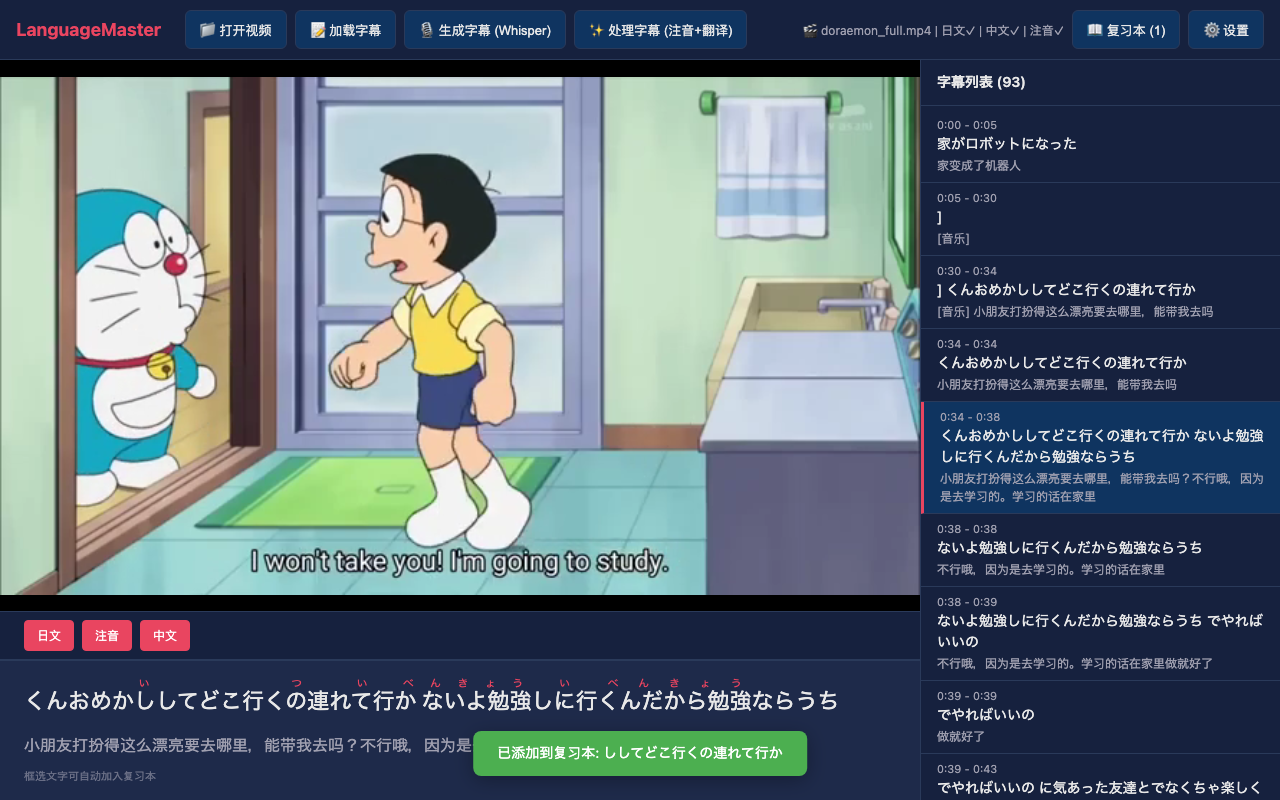 LanguageMaster
打开视频
加载字幕
生成字幕 (Whisper)
处理字幕 (注音+翻译)
doraemon_full.mp4 | 日文✓ | 中文✓ | 注音✓
复习本 (1)
设置
I won't take you! I'm going to study.
日文
注音
中文
い つ い べ ん き ょ う い べ ん き ょ う
くんおめかししてどこ行くの連れて行か ないよ勉強しに行くんだから勉強ならうち
小朋友打扮得这么漂亮要去哪里，能带我去吗？不行哦，因为是
框选文字可自动加入复习本
已添加到复习本: ししてどこ行くの連れて行か
字幕列表 (93)
0:00 - 0:05
家がロボットになった
家变成了机器人
0:05 - 0:30
]
[音乐]
0:30 - 0:34
] くんおめかししてどこ行くの連れて行か
[音乐] 小朋友打扮得这么漂亮要去哪里，能带我去吗
0:34 - 0:34
くんおめかししてどこ行くの連れて行か
小朋友打扮得这么漂亮要去哪里，能带我去吗
0:34 - 0:38
くんおめかししてどこ行くの連れて行か ないよ勉強
しに行くんだから勉強ならうち
小朋友打扮得这么漂亮要去哪里，能带我去吗？不行哦，因为
是去学习的。学习的话在家里
0:38 - 0:38
ないよ勉強しに行くんだから勉強ならうち
不行哦，因为是去学习的。学习的话在家里
0:38 - 0:39
ないよ勉強しに行くんだから勉強ならうち でやれば
いいの
不行哦，因为是去学习的。学习的话在家里做就好了
0:39 - 0:39
でやればいいの
做就好了
0:39 - 0:43
でやればいいの に気あった友達とでなくちゃ楽しく